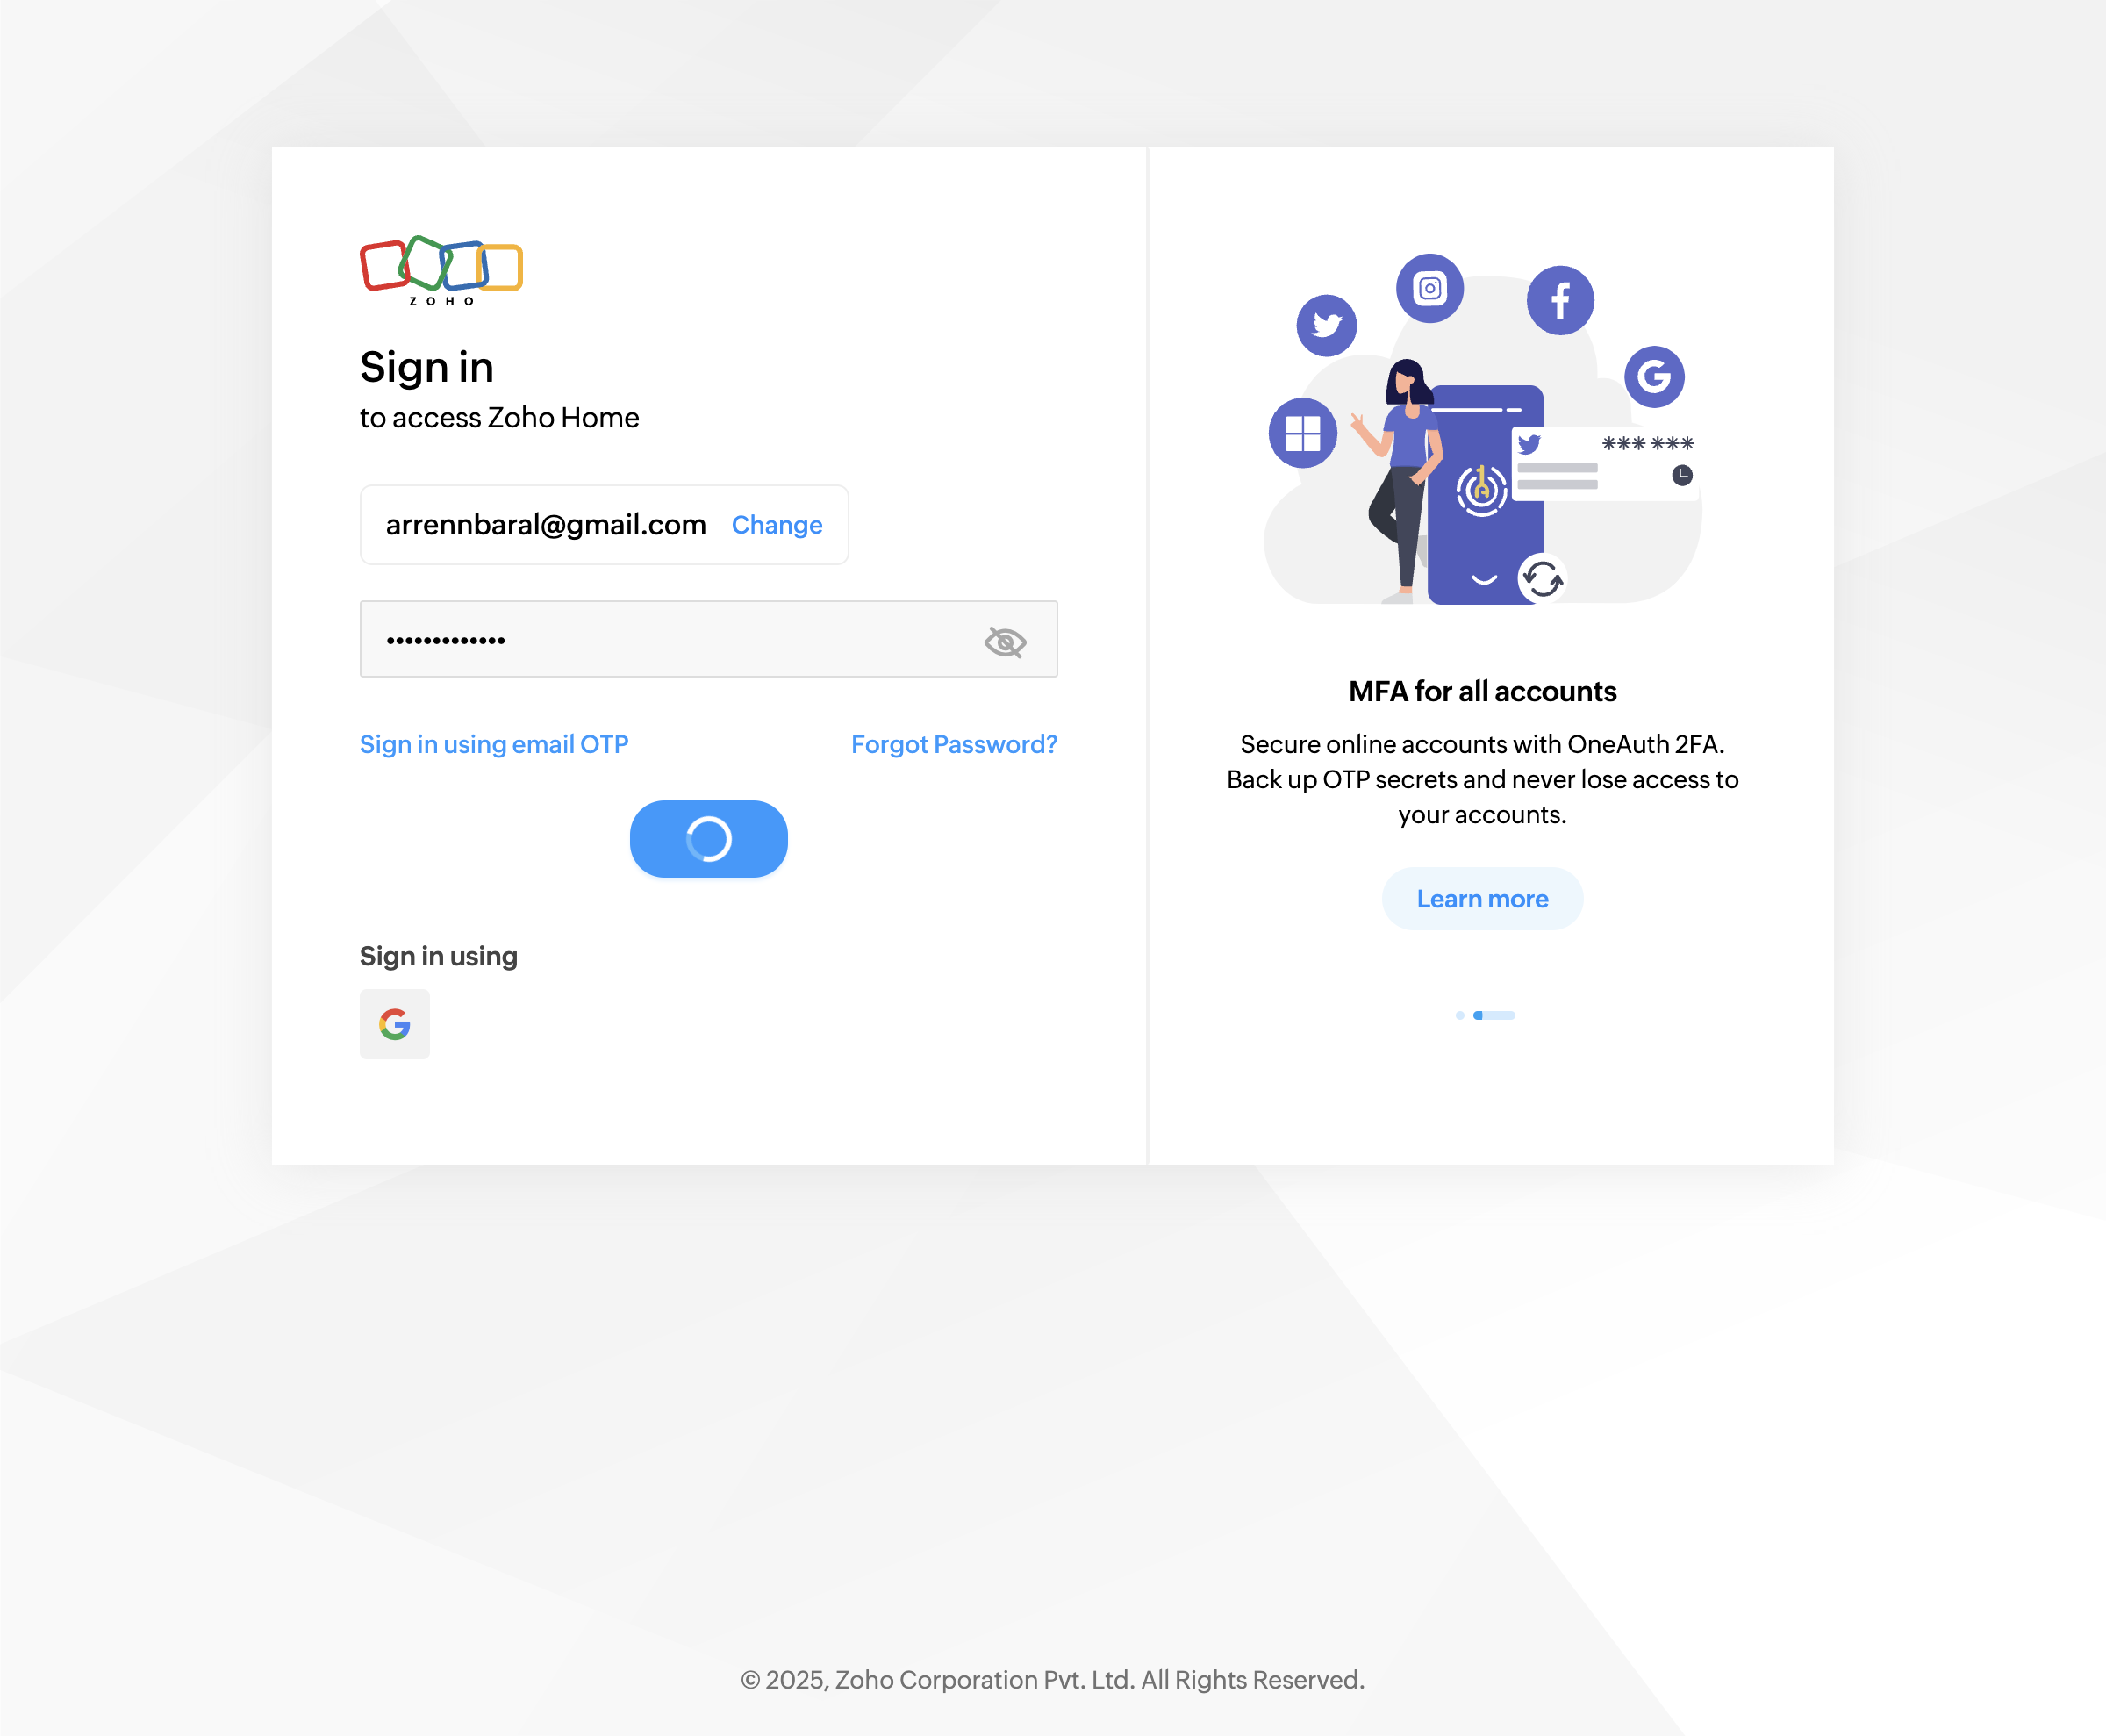 ZOHO
Sign in
to access Zoho Home
arrennbaral@gmail.com Change
•••••••••••••
Sign in using email OTP Forgot Password?
Sign in using
*** ***
MFA for all accounts
Secure online accounts with OneAuth 2FA.
Back up OTP secrets and never lose access to
your accounts.
Learn more
© 2025, Zoho Corporation Pvt. Ltd. All Rights Reserved.